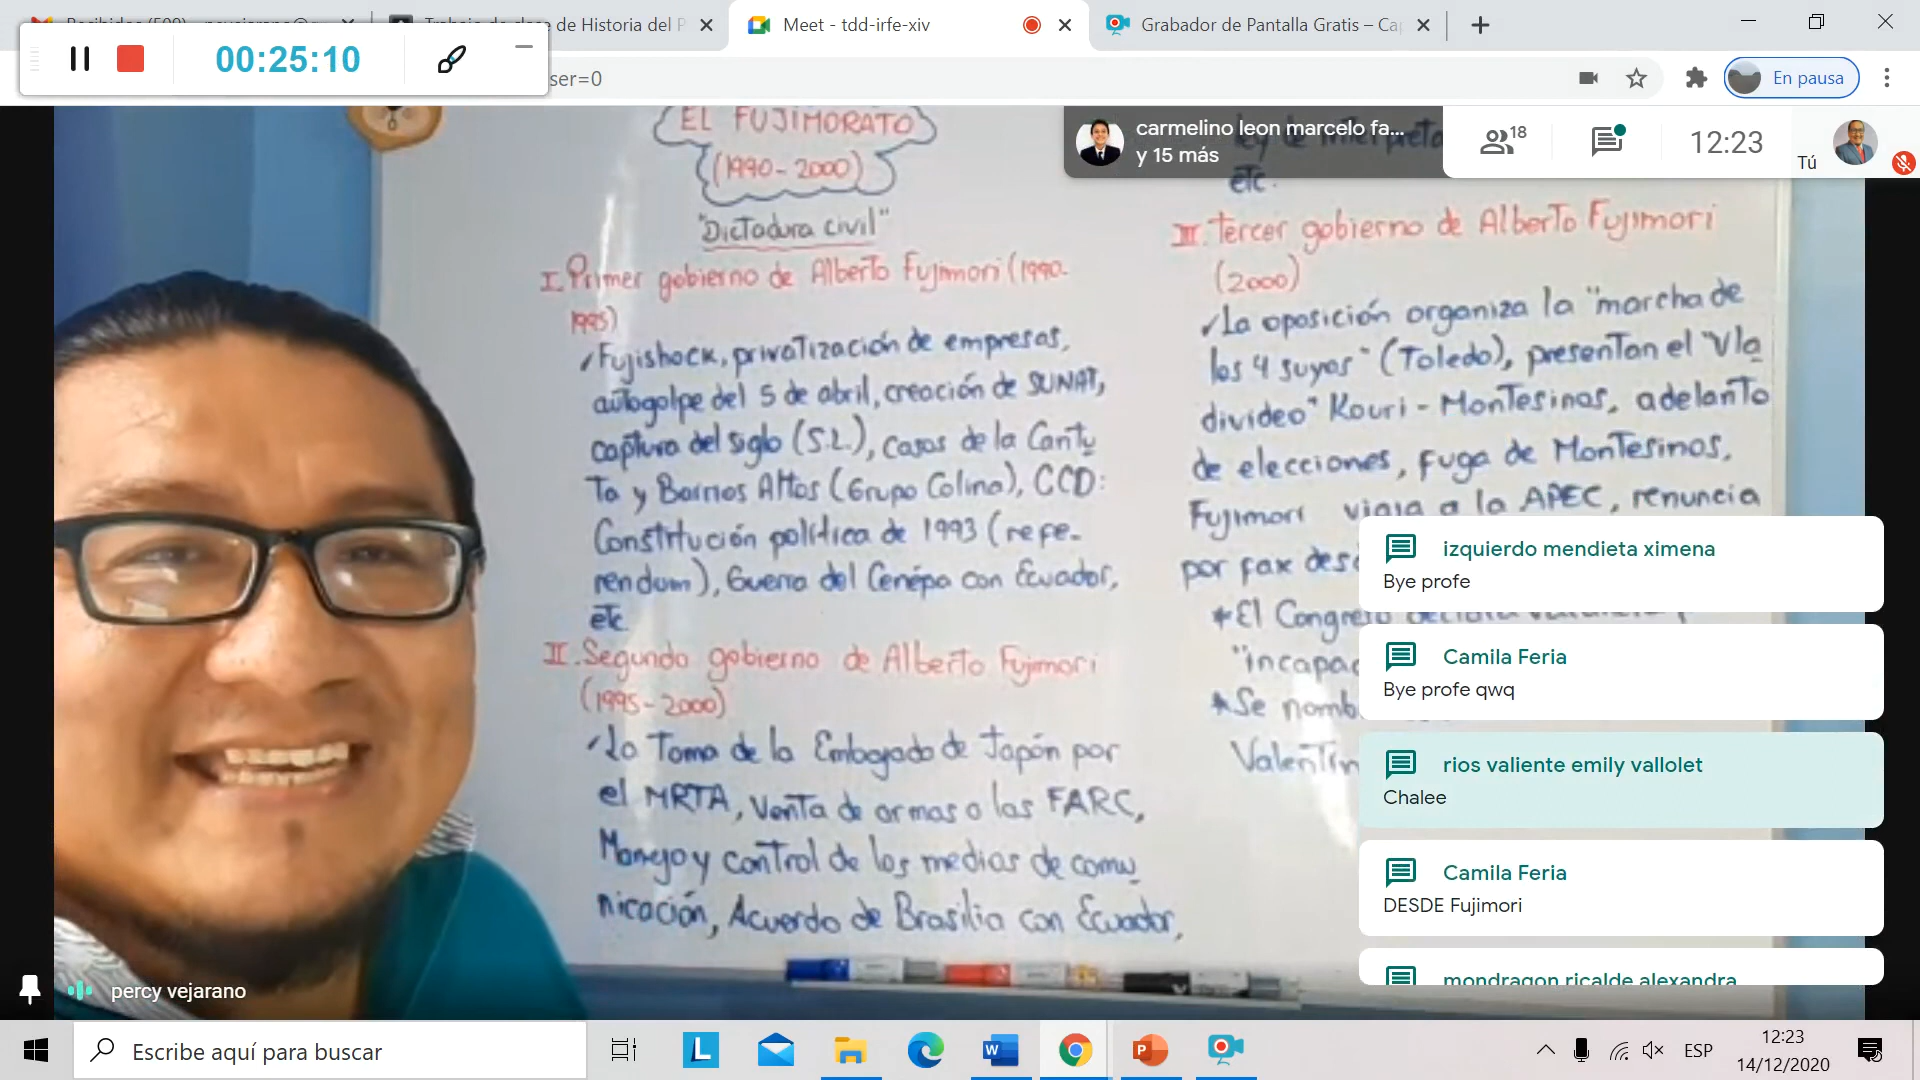 de Historia del P
Meet - tdd-irfe-xiv
Grabador de Pantalla Gratis – Ca
00:25:10
ser=0
En pausa
carmelino leon marcelo fa...
y 15 más
18
12:23
Tú
EL FUJIMORATO
(1990-2000)
"Dictadura civil"
I. Primer gobierno de Alberto Fujimori (1990-
1995)
✓Fujishock, privatización de empresas,
autogolpe del 5 de abril, creación de SUNAT,
captura del siglo (S.L.), casos de la Cantu
Ta y Barrios Altos (Grupo Colina), CCD:
Constitución política de 1993 (refe-
rendum), Guerra del Cenepa con Ecuador,
etc
II. Segundo gobierno de Alberto Fujimori
(1995-2000)
✓La Toma de la Embajada de Japón por
el MRTA, Venta de armas a las FARC,
Manejo y control de los medios de comu
nicación, Acuerdo de Brasilia con Ecuador,
ley de interpreta
etc.
III. Tercer gobierno de Alberto Fujimori
(2000)
✓La oposición organiza la "marcha de
los 4 suyos" (Toledo), presentan el "Vla
divideo" Kouri - Montesinos, adelanto
de elecciones, fuga de Montesinos,
Fujimori viaja a la APEC, renuncia
por fax des
*El Congreso declara
"incapac
*Se nomb
Valentín
izquierdo mendieta ximena
Bye profe
Camila Feria
Bye profe qwq
rios valiente emily vallolet
Chalee
Camila Feria
DESDE Fujimori
mondragon ricalde alexandra
percy vejarano
Escribe aquí para buscar
ESP
12:23
14/12/2020